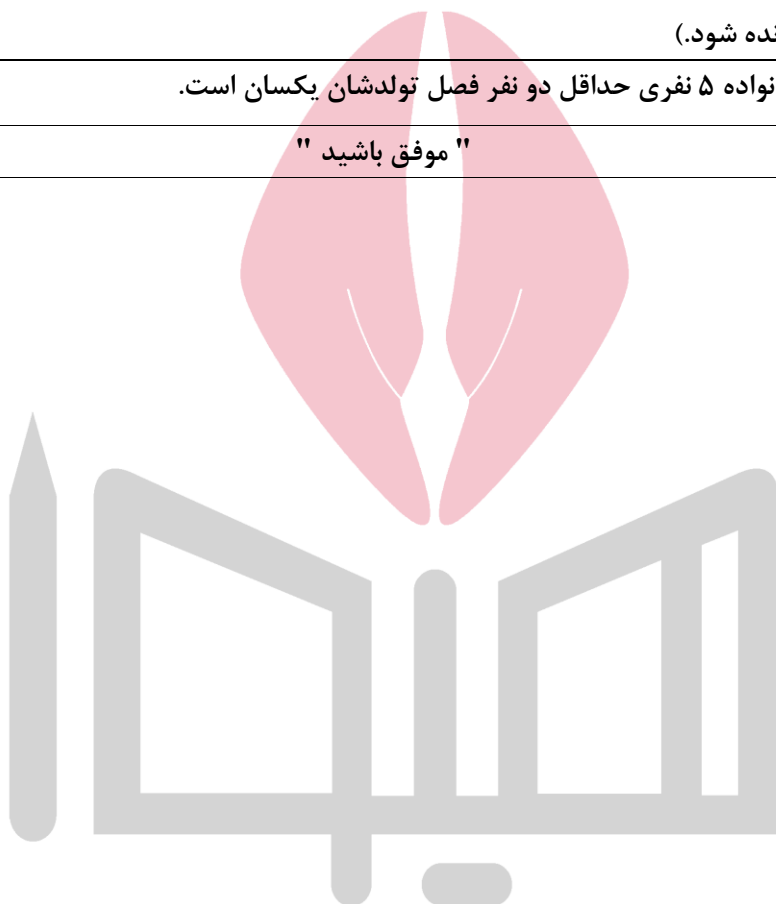 نده شود.)
نواده ۵ نفری حداقل دو نفر فصل تولدشان یکسان است.
" موفق باشید "